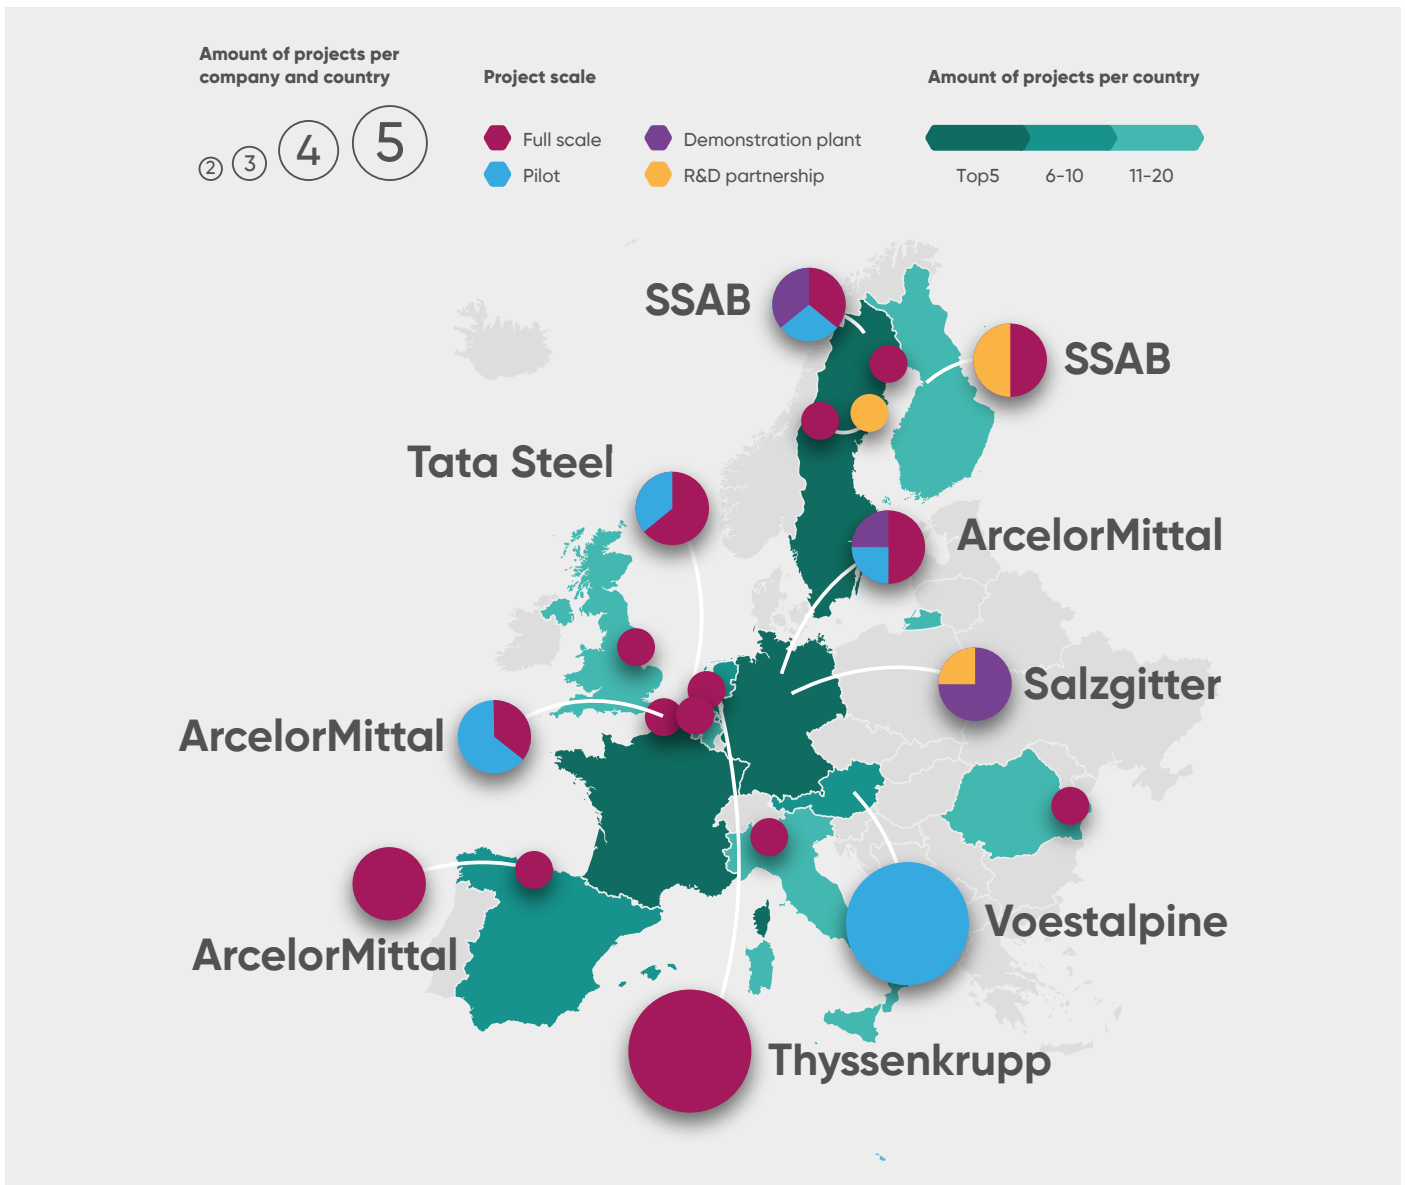 Amount of projects per
company and country
2 3 4 5
Project scale
Full scale
Demonstration plant
Pilot
R&D partnership
Amount of projects per country
Top5 6-10 11-20
SSAB
SSAB
Tata Steel
ArcelorMittal
Salzgitter
ArcelorMittal
Voestalpine
ArcelorMittal
Thyssenkrupp